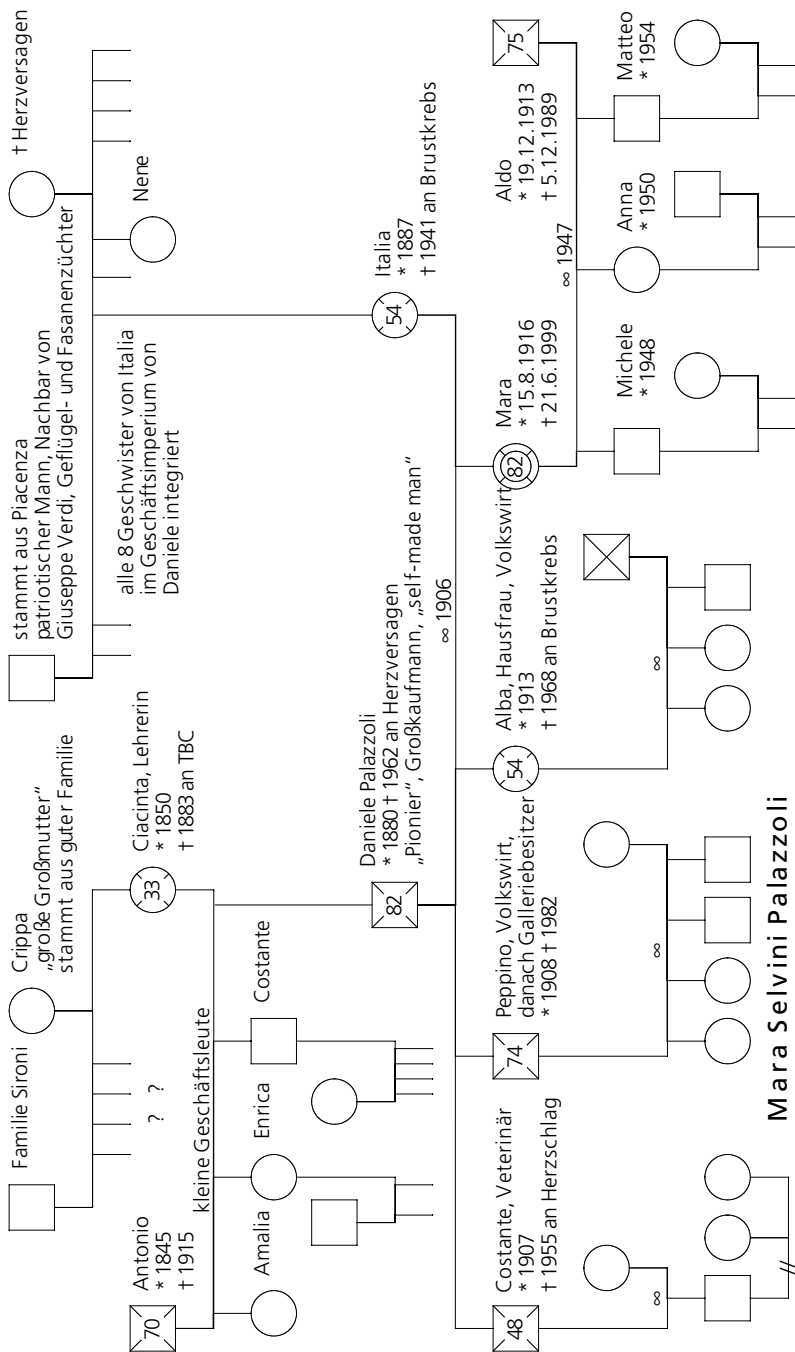 Familie Sironi
Crippa
„große Großmutter“
stammt aus guter Familie
stammt aus Piacenza
patriotischer Mann, Nachbar von
Giuseppe Verdi, Geflügel- und Fasanenzüchter
† Herzversagen
? ?
Nene
alle 8 Geschwister von Italia
im Geschäftsimperium von
Daniele integriert
70
Antonio
* 1845
† 1915
kleine Geschäftsleute
33
Ciacinta, Lehrerin
* 1850
† 1883 an TBC
Amalia
Enrica
Costante
82
Daniele Palazzoli
* 1880 † 1962 an Herzversagen
„Pionier“, Großkaufmann, „self-made man“
∞ 1906
54
Italia
* 1887
† 1941 an Brustkrebs
48
Costante, Veterinär
* 1907
† 1955 an Herzschlag
74
Peppino, Volkswirt,
danach Galleriebesitzer
* 1908 † 1982
54
Alba, Hausfrau, Volkswirt
* 1913
† 1968 an Brustkrebs
82
Mara
* 15.8.1916
† 21.6.1999
∞ 1947
Aldo
* 19.12.1913
† 5.12.1989
75
∞
∞
∞
Michele
* 1948
Anna
* 1950
Matteo
* 1954
//
Mara Selvini Palazzoli